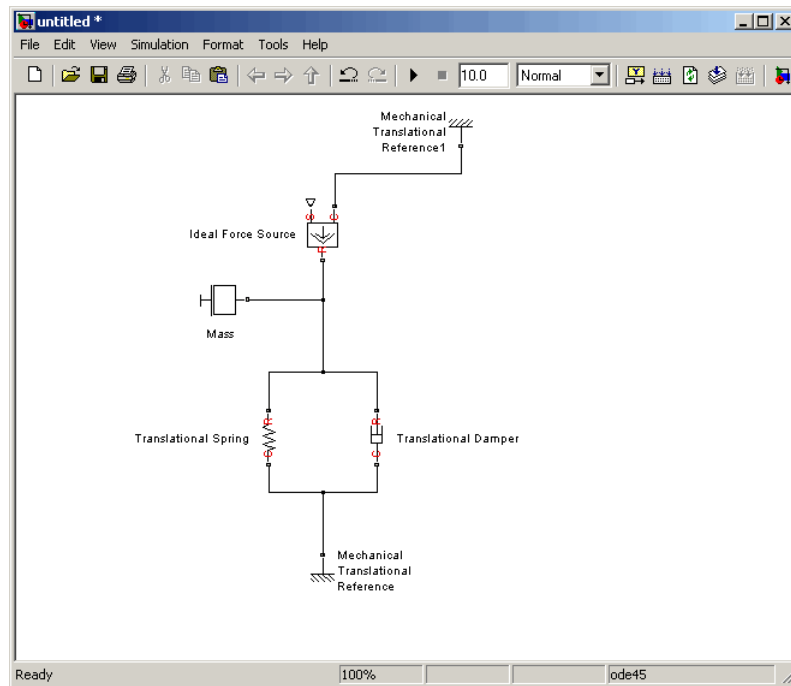 untitled *
File Edit View Simulation Format Tools Help
10.0 Normal
Mechanical
Translational
Reference1
S C
Ideal Force Source
R
Mass
R R
Translational Spring
Translational Damper
C C
Mechanical
Translational
Reference
Ready 100% ode45